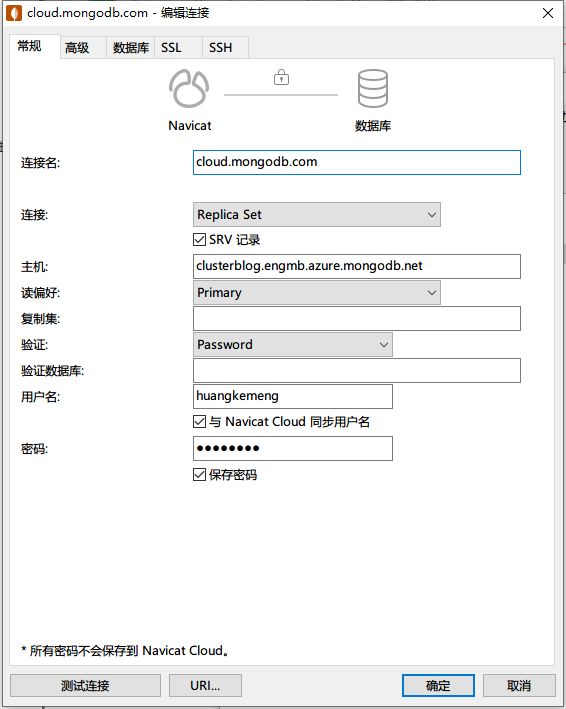 cloud.mongodb.com - 编辑连接
常规 高级 数据库 SSL SSH
Navicat 数据库
连接名: cloud.mongodb.com
连接: Replica Set
SRV 记录
主机: clusterblog.engmb.azure.mongodb.net
读偏好: Primary
复制集:
验证: Password
验证数据库:
用户名: huangkemeng
与 Navicat Cloud 同步用户名
密码: ●●●●●●●●
保存密码
* 所有密码不会保存到 Navicat Cloud。
测试连接 URI... 确定 取消